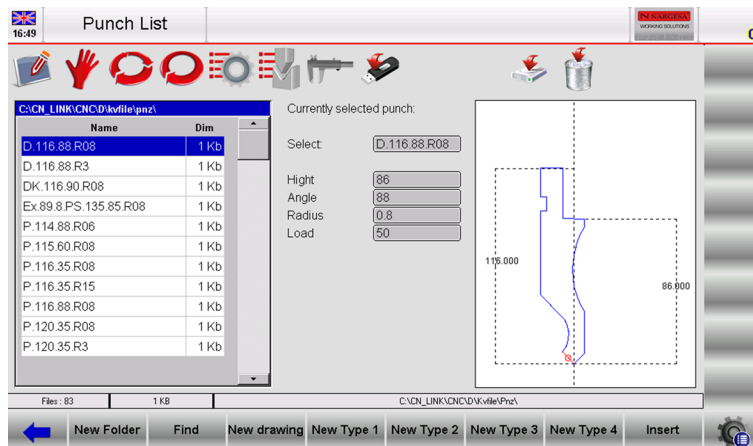 16:49
Punch List
NARGESA
WORKING SOLUTIONS
C:\CN_LINK\CNC\D\kvfile\pnz\
Name Dim
D.116.88.R08 1 Kb
D.116.88.R3 1 Kb
DK.116.90.R08 1 Kb
Ex.89.8.PS.135.85.R08 1 Kb
P.114.88.R06 1 Kb
P.115.60.R08 1 Kb
P.116.35.R08 1 Kb
P.116.35.R15 1 Kb
P.116.88.R08 1 Kb
P.120.35.R08 1 Kb
P.120.35.R3 1 Kb
Currently selected punch:
Select: D.116.88.R08
Hight 86
Angle 88
Radius 0.8
Load 50
116.000
86.000
Files : 83 1 KB C:\CN_LINK\CNC\D\Kvfile\Pnz\
New Folder Find New drawing New Type 1 New Type 2 New Type 3 New Type 4 Insert